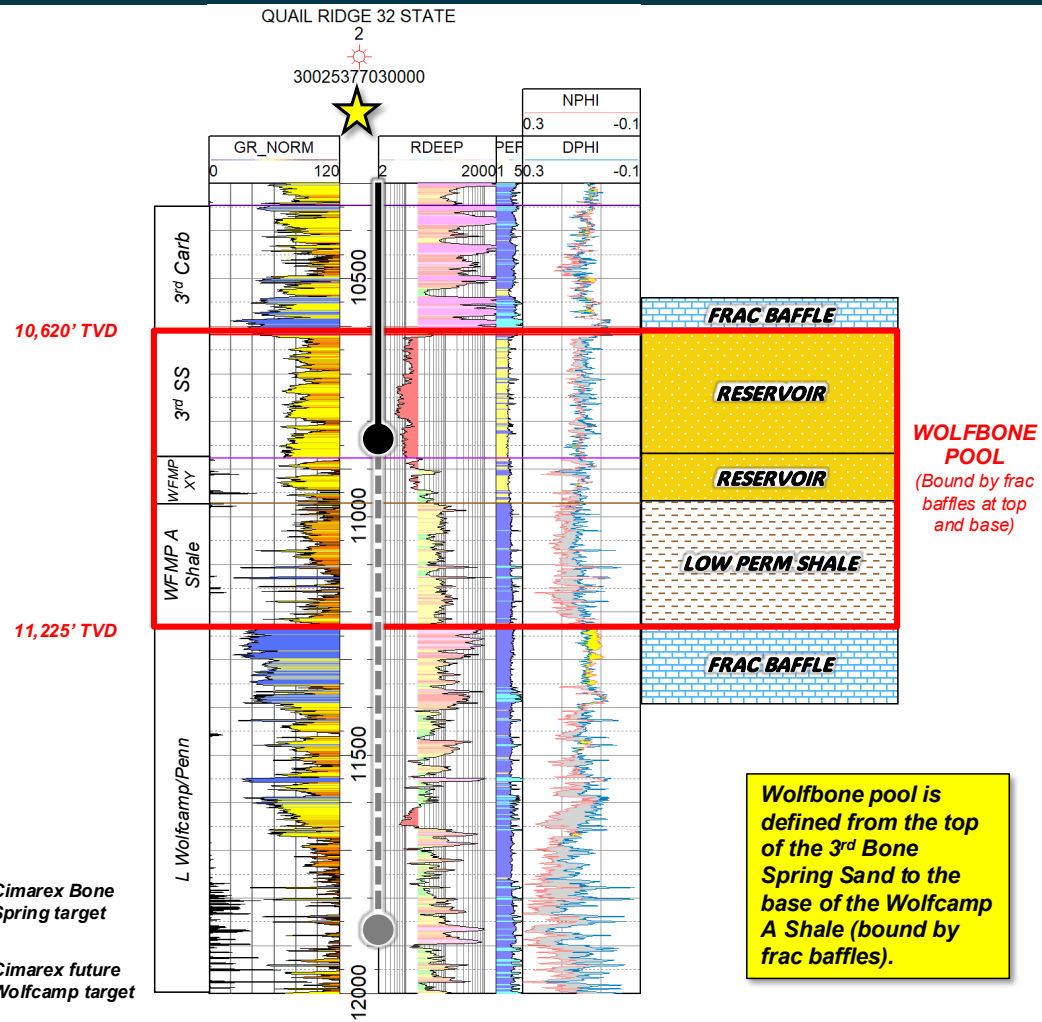 QUAIL RIDGE 32 STATE
2
30025377030000
NPHI
0.3 -0.1
GR_NORM
0 120
RDEEP
2 2000
PEF
1 5
DPHI
0.3 -0.1
3rd Carb
10500
FRAC BAFFLE
10,620' TVD
3rd SS
RESERVOIR
WOLFBONE
POOL
(Bound by frac
baffles at top
and base)
WFMP
XY
RESERVOIR
11000
WFMP A
Shale
LOW PERM SHALE
11,225' TVD
FRAC BAFFLE
11500
L Wolfcamp/Penn
Wolfbone pool is
defined from the top
of the 3rd Bone
Spring Sand to the
base of the Wolfcamp
A Shale (bound by
frac baffles).
Cimarex Bone
Spring target
Cimarex future
Wolfcamp target
12000